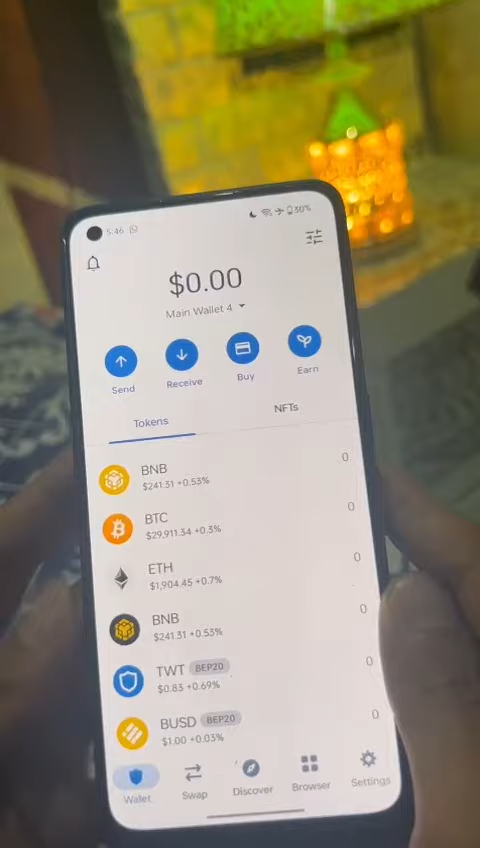 5:46
30%
$0.00
Main Wallet 4
Send
Receive
Buy
Earn
Tokens
NFTs
BNB
$241.31 +0.53%
0
BTC
$29,911.34 +0.3%
0
ETH
$1,904.45 +0.7%
0
BNB
$241.31 +0.53%
0
TWT BEP20
$0.83 +0.69%
0
BUSD BEP20
$1.00 +0.03%
0
Wallet
Swap
Discover
Browser
Settings